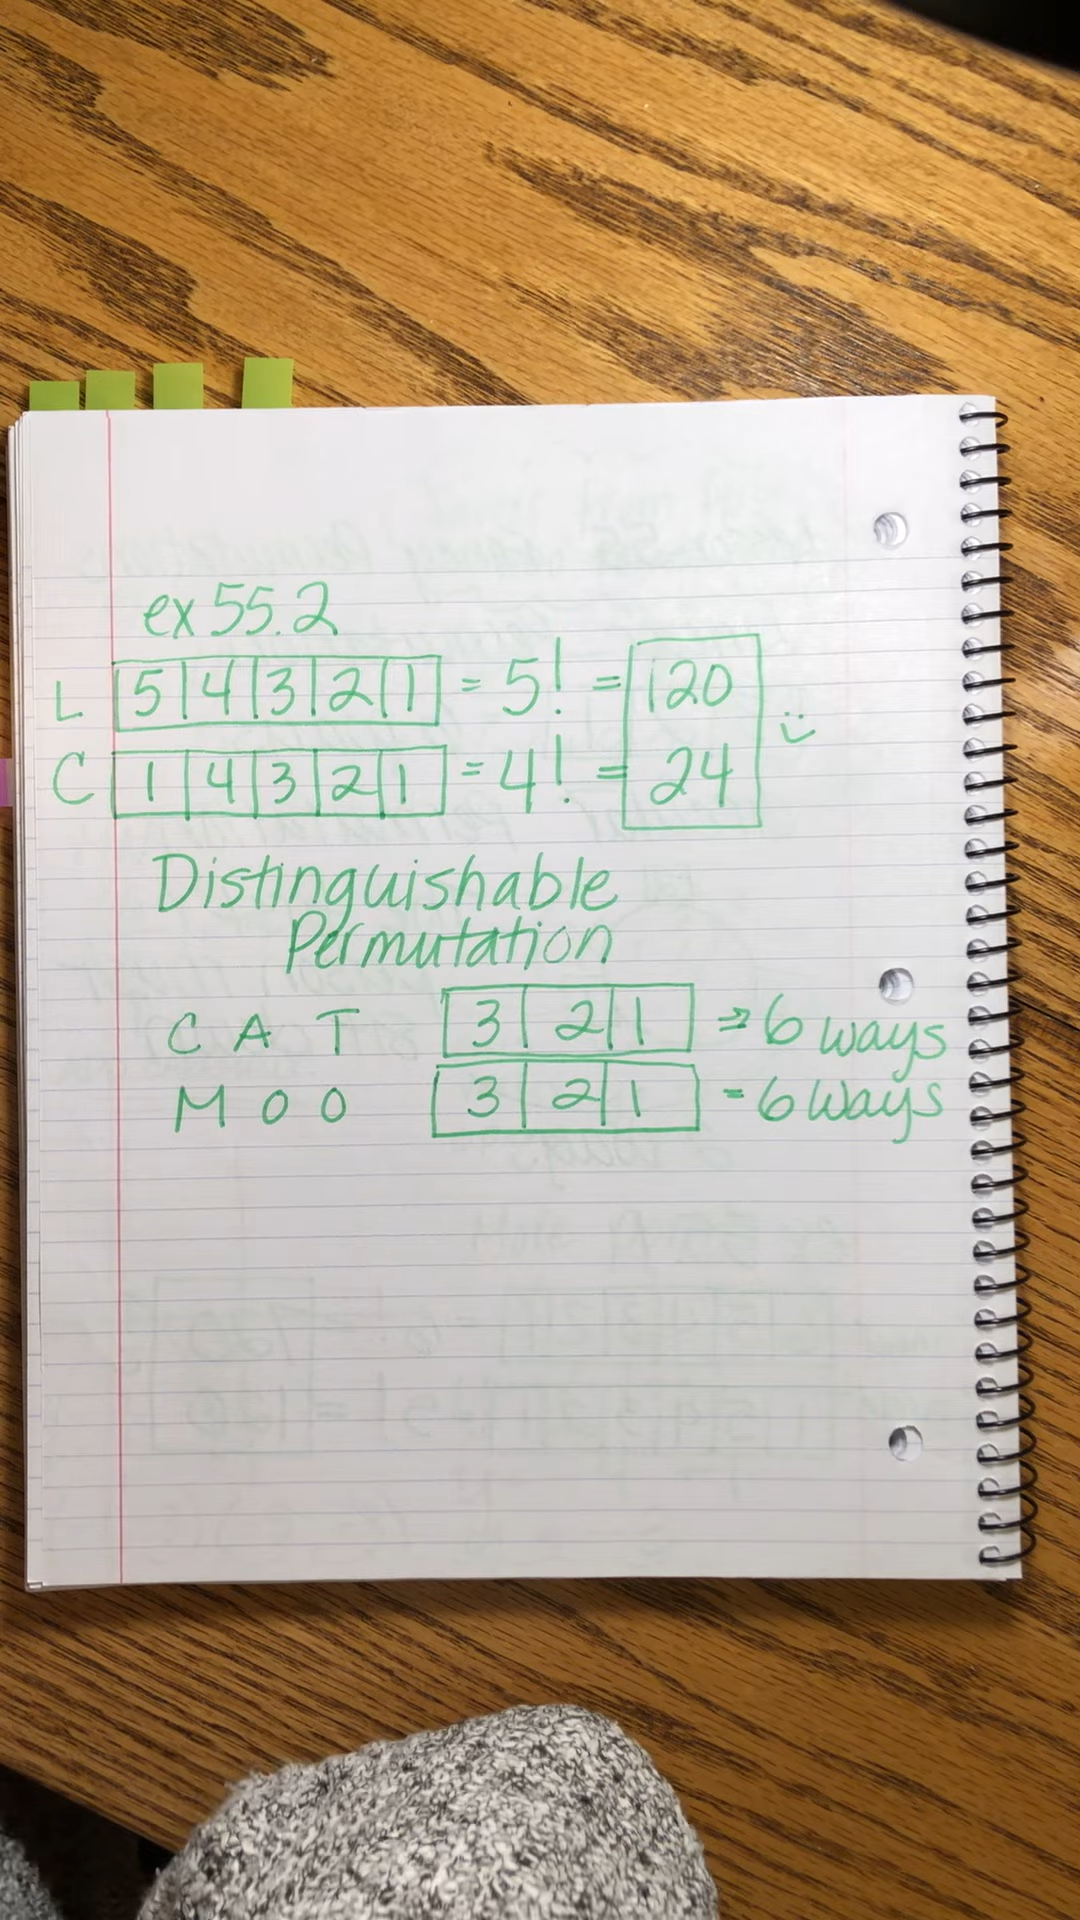 ex 55.2
L 5 4 3 2 1 = 5! = 120
C 1 4 3 2 1 = 4! = 24
Distinguishable
Permutation
C A T 3 2 1 ⇒ 6 ways
M O O 3 2 1 = 6 ways